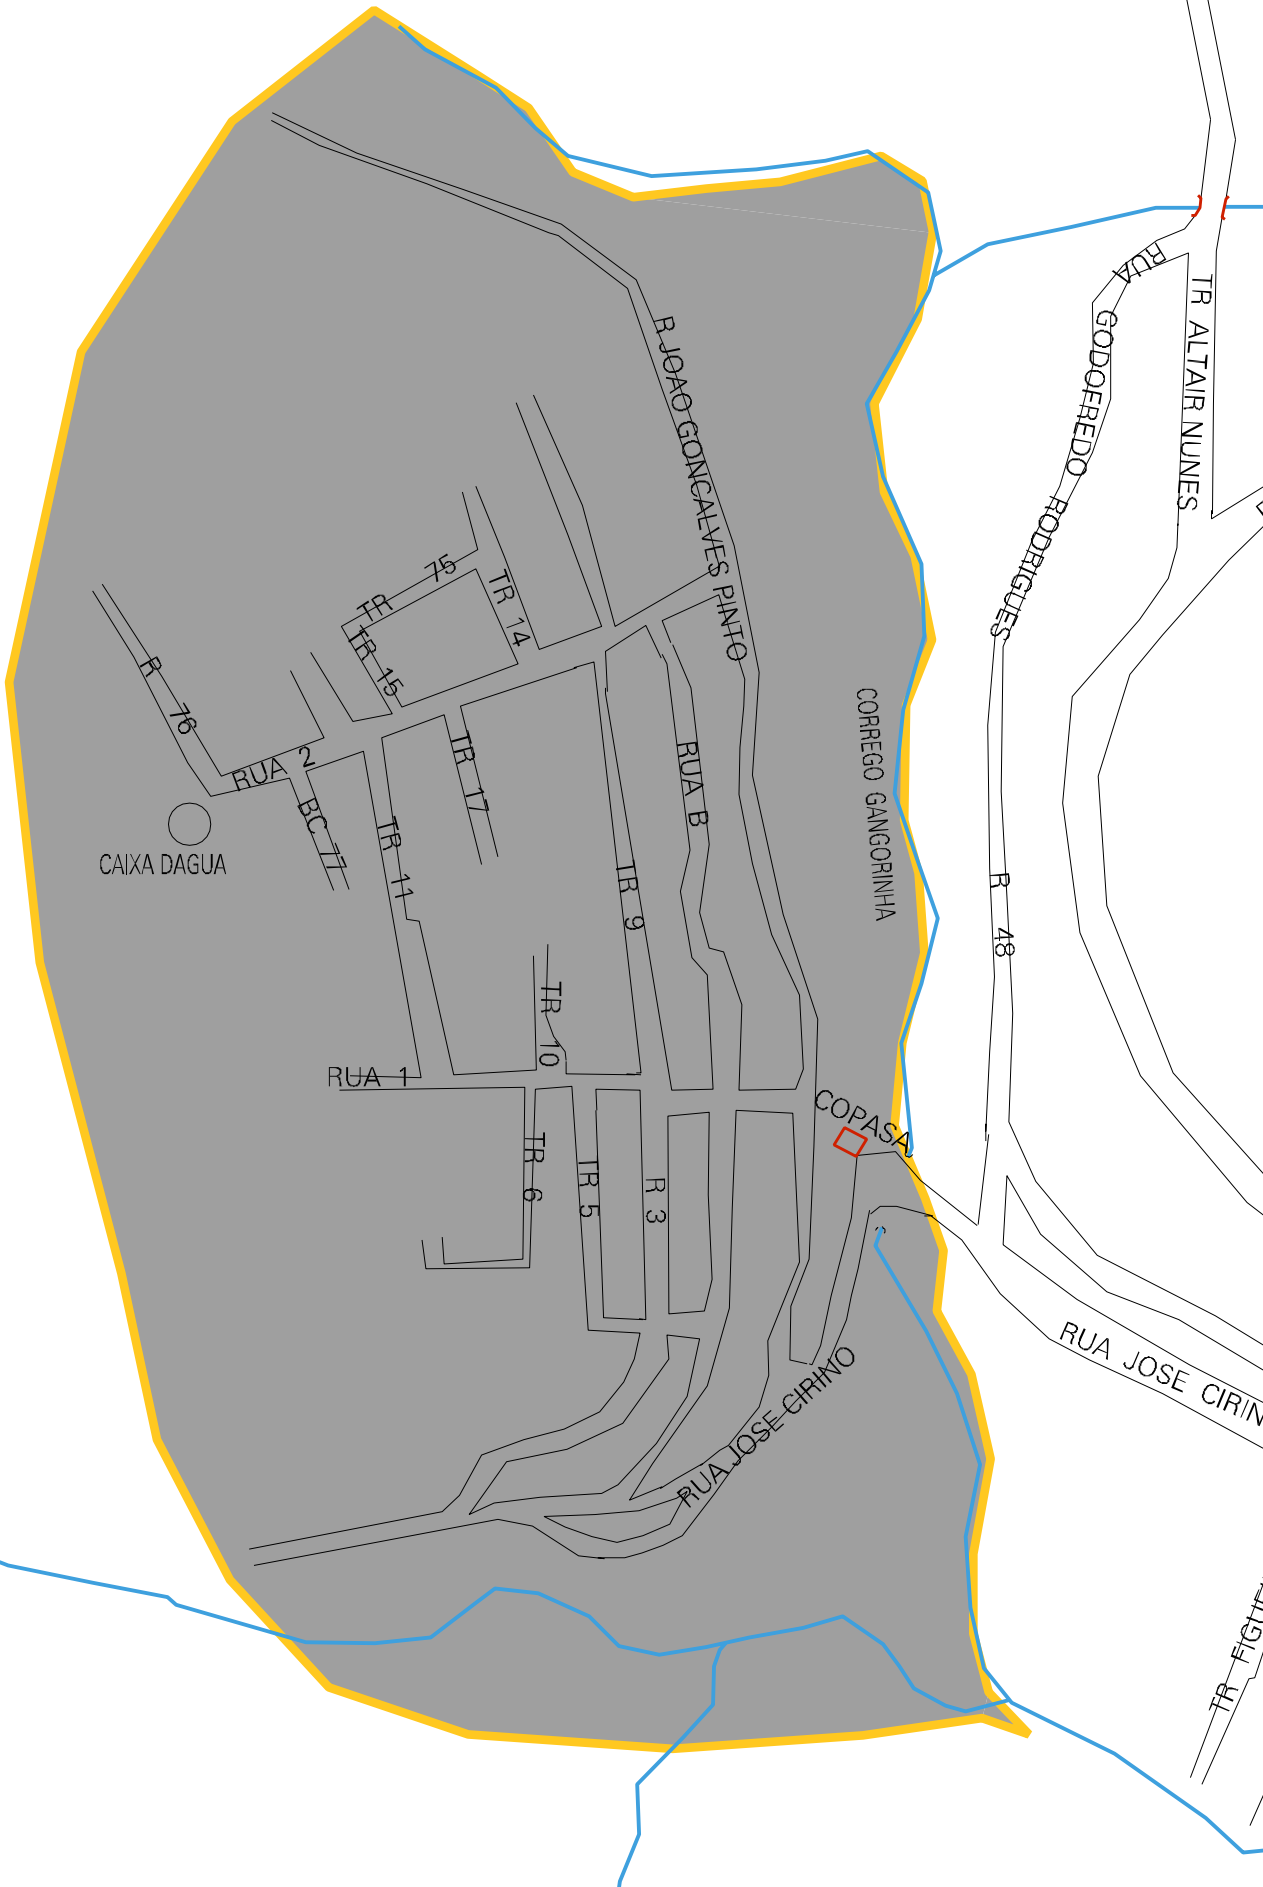 RUA GODOFREDO RODRIGUES
TR ALTAIR NUNES
R JOAO GONCALVES PINTO
TR 75
TR 14
TR 15
R 76
RUA 2
TR 17
RUA B
CORREGO GANGORINHA
BC 77
TR 11
CAIXA DAGUA
TR 9
R 48
TR 10
RUA 1
COPASA
TR 6
TR 5
R 3
RUA JOSE CIRINO
RUA JOSE CIRIN